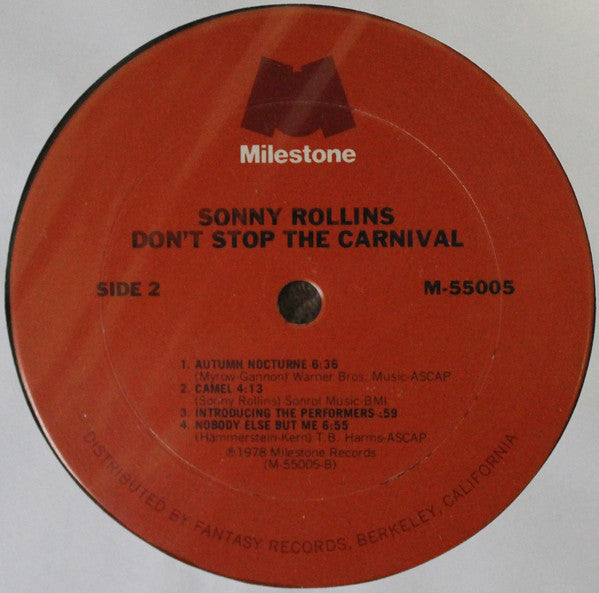 Milestone
SONNY ROLLINS
DON'T STOP THE CARNIVAL
SIDE 2
M-55005
1. AUTUMN NOCTURNE 6:36
(Myrow-Gannon) Warner Bros. Music-ASCAP
2. CAMEL 4:13
(Sonny Rollins) Sonrol Music-BMI
3. INTRODUCING THE PERFORMERS :59
4. NOBODY ELSE BUT ME 6:55
(Hammerstein-Kern) T.B. Harms-ASCAP
℗1978 Milestone Records
(M-55005-B)
DISTRIBUTED BY FANTASY RECORDS, BERKELEY, CALIFORNIA